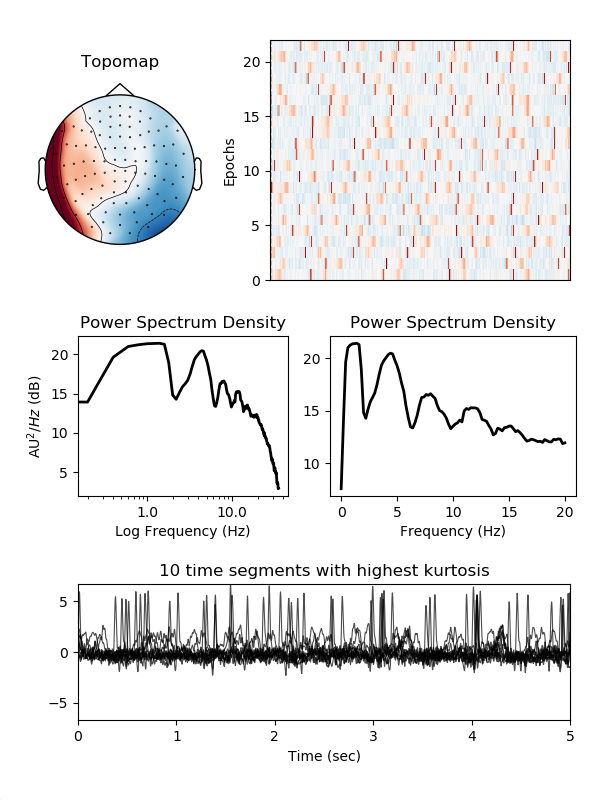 Topomap
Epochs
20
15
10
5
0
Power Spectrum Density
AU²/Hz (dB)
20
15
10
5
1.0 10.0
Log Frequency (Hz)
Power Spectrum Density
20
15
10
0 5 10 15 20
Frequency (Hz)
10 time segments with highest kurtosis
5
0
−5
0 1 2 3 4 5
Time (sec)